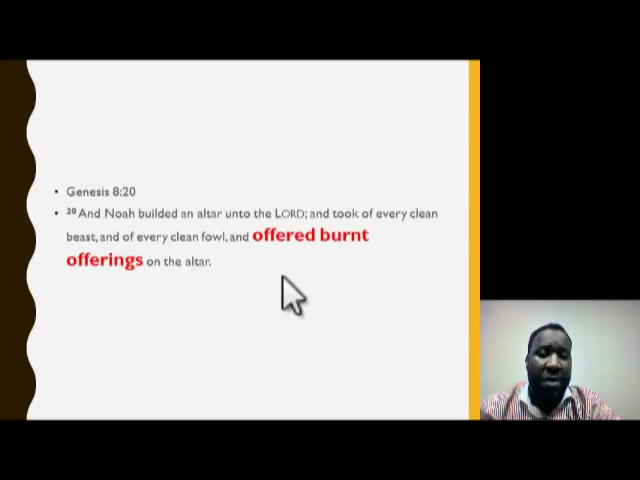 • Genesis 8:20
• 20 And Noah builded an altar unto the LORD; and took of every clean
beast, and of every clean fowl, and offered burnt
offerings on the altar.